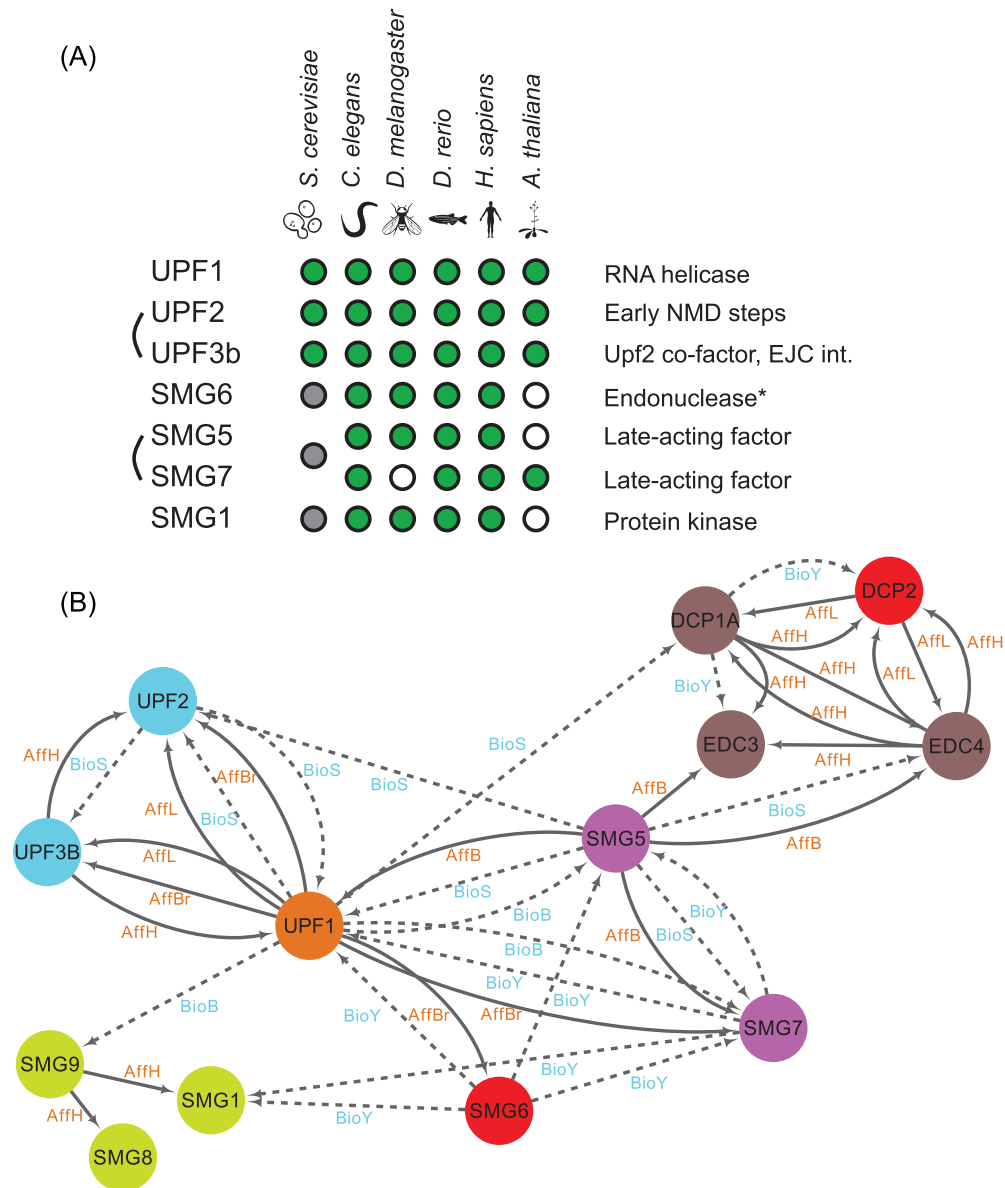 (A)
S. cerevisiae
C. elegans
D. melanogaster
D. rerio
H. sapiens
A. thaliana
UPF1 RNA helicase
UPF2 Early NMD steps
UPF3b Upf2 co-factor, EJC int.
SMG6 Endonuclease*
SMG5 Late-acting factor
SMG7 Late-acting factor
SMG1 Protein kinase
(B)
BioY
DCP2
DCP1A
AffL
AffH
AffL
AffH
AffH
AffL
BioY
AffH
AffH
UPF2
EDC3
EDC4
AffH
BioS
BioS
BioS
AffBr
BioS
AffH
AffB
AffL
BioS
BioS
SMG5
AffB
UPF3B
AffL
AffB
AffBr
BioS
BioY
AffH
UPF1
BioB
AffB
BioS
BioB
BioY
BioB
BioY
AffBr
AffBr
SMG7
SMG9
AffH
BioY
BioY
SMG1
BioY
SMG6
AffH
SMG8